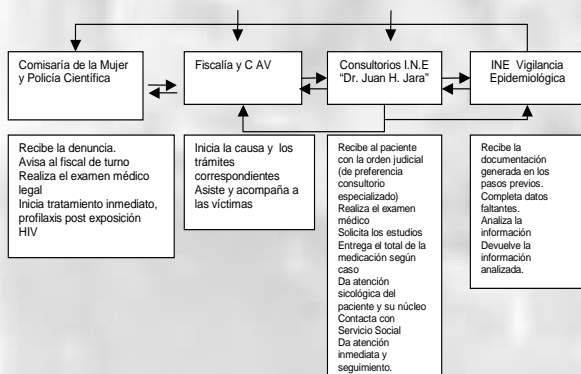 Comisaría de la Mujer
y Policía Científica
Fiscalía y C AV
Consultorios I.N.E
“Dr. Juan H. Jara”
INE Vigilancia
Epidemiológica
Recibe la denuncia.
Avisa al fiscal de turno
Realiza el examen médico
legal
Inicia tratamiento inmediato,
profilaxis post exposición
HIV
Inicia la causa y los
trámites
correspondientes
Asiste y acompaña a
las víctimas
Recibe al paciente
con la orden judicial
(de preferencia
consultorio
especializado)
Realiza el examen
médico
Solicita los estudios
Entrega el total de la
medicación según
caso
Da atención
sicológica del
paciente y su núcleo
Contacta con
Servicio Social
Da atención
inmediata y
seguimiento.
Recibe la
documentación
generada en los
pasos previos.
Completa datos
faltantes.
Analiza la
información
Devuelve la
información
analizada.